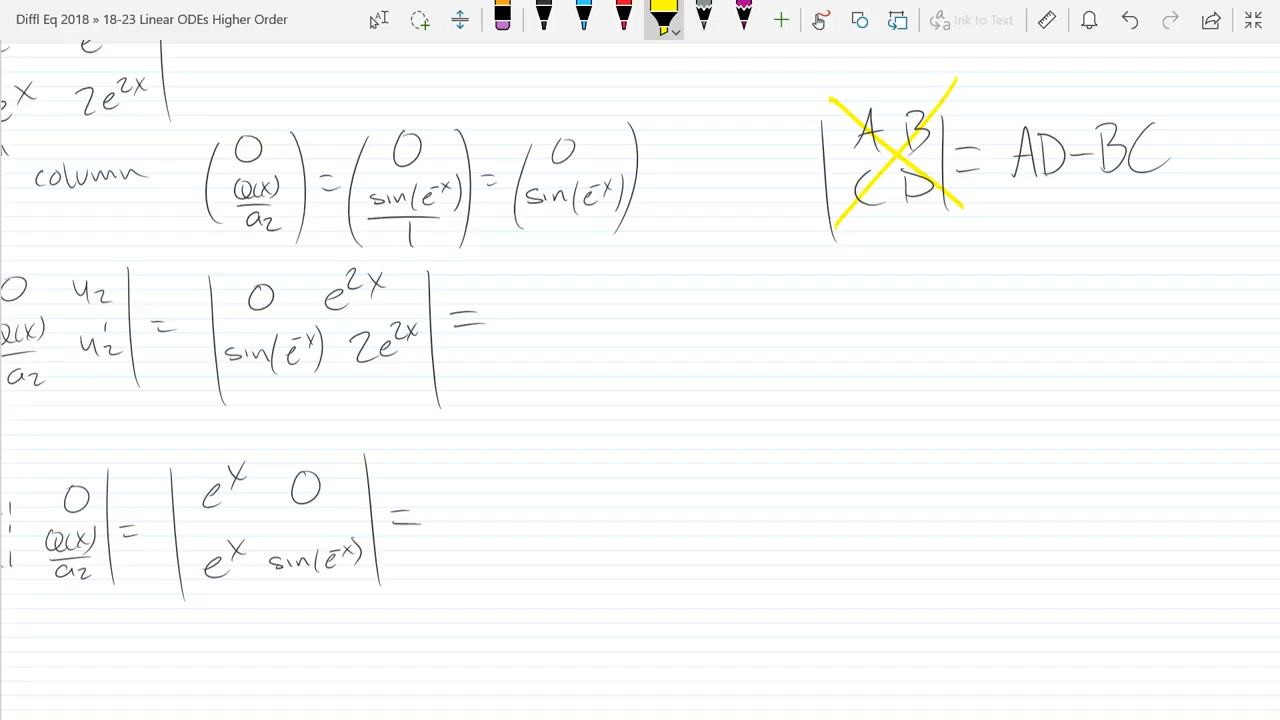 Diffl Eq 2018 » 18-23 Linear ODEs Higher Order
Ink to Text
e^x 2e^{2x} |
column (0 Q(x)/a₂) = (0 sin(e^{-x})/1) = (0 sin(e^{-x}))
|A B
C D| = AD-BC
0 u₂
Q(x)/a₂ u₂' | = |0 e^{2x}
sin(e^{-x}) 2e^{2x}| =
0
Q(x)/a₂ | = |e^x 0
e^x sin(e^{-x})| =